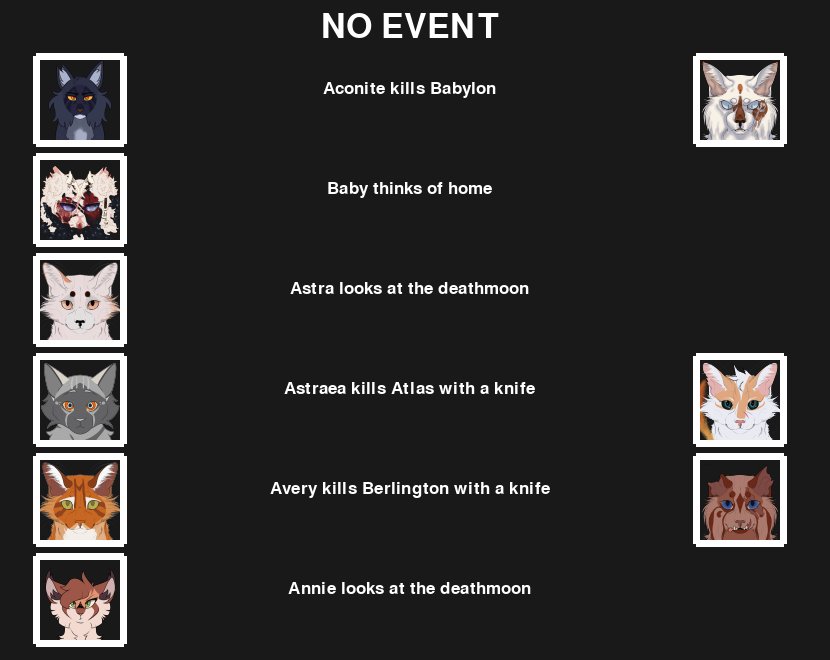 NO EVENT
Aconite kills Babylon
Baby thinks of home
Astra looks at the deathmoon
Astraea kills Atlas with a knife
Avery kills Berlington with a knife
Annie looks at the deathmoon